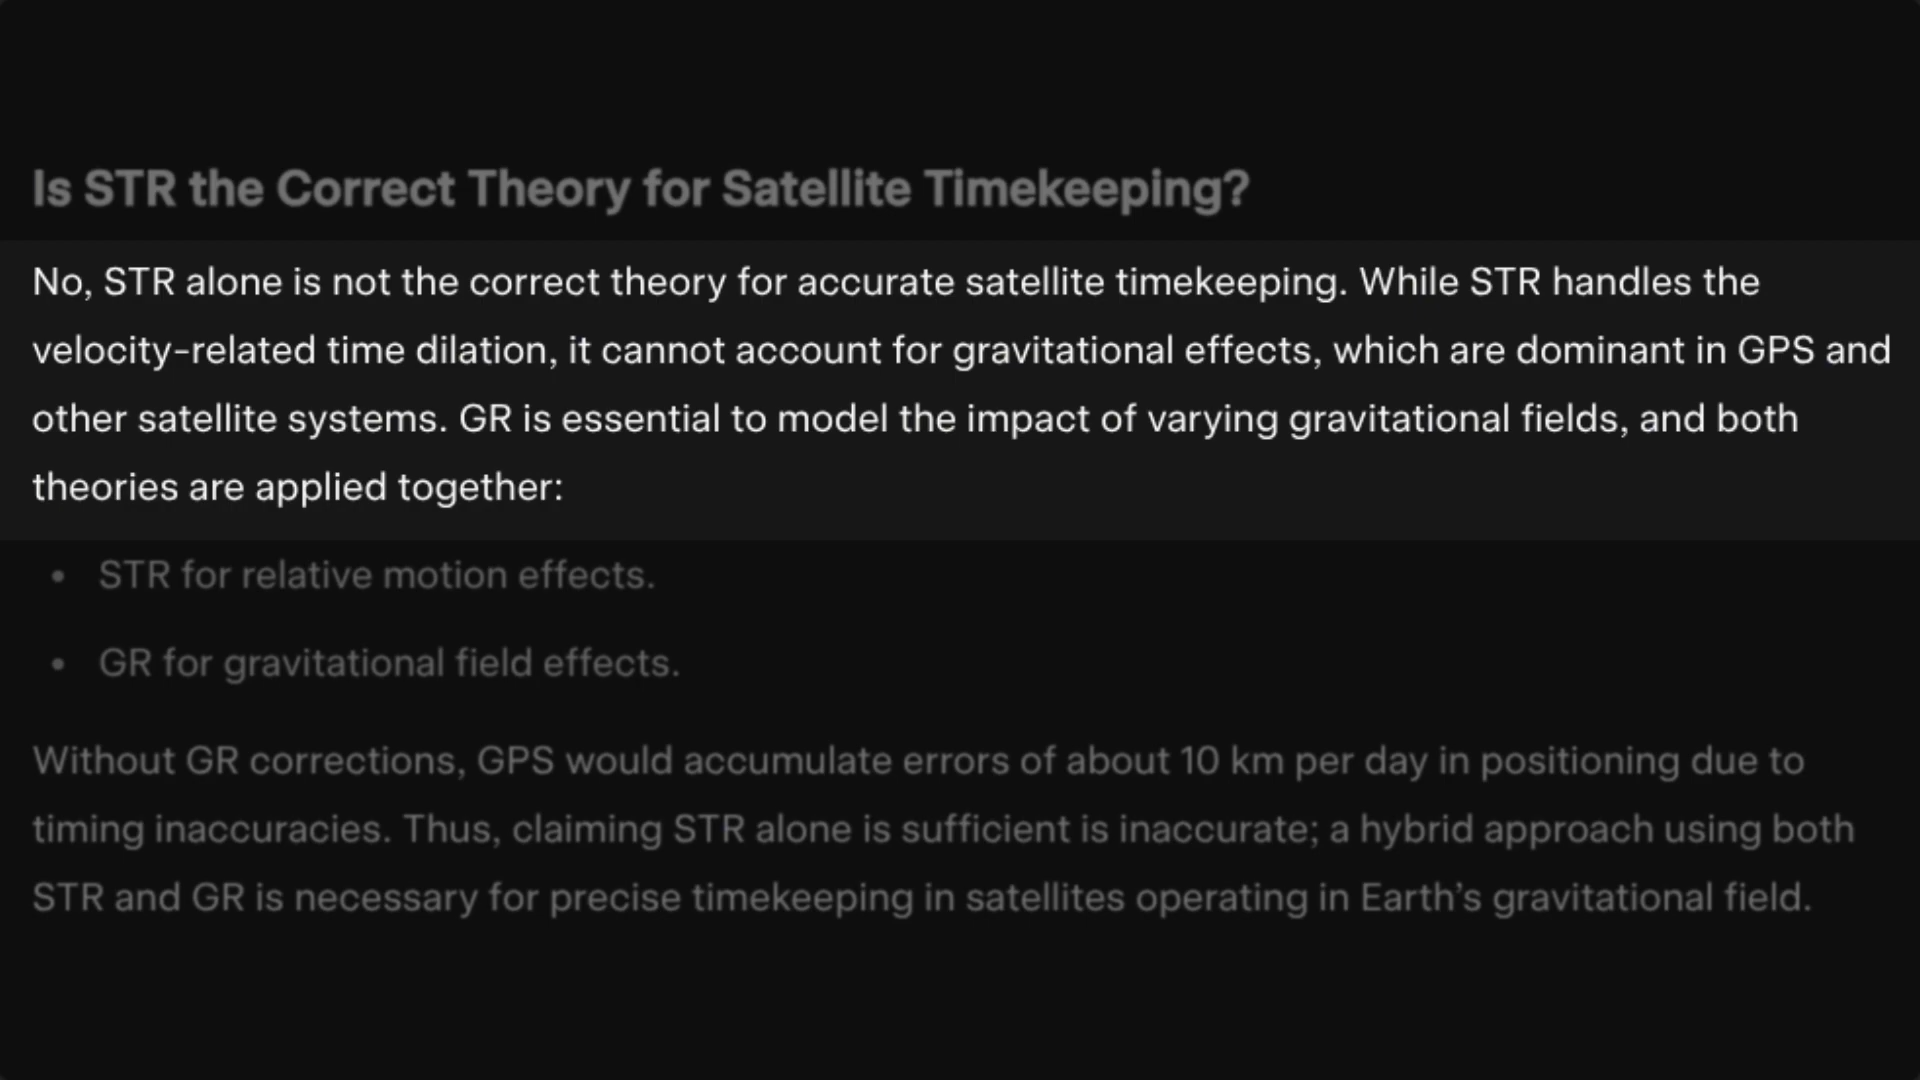 Is STR the Correct Theory for Satellite Timekeeping?
No, STR alone is not the correct theory for accurate satellite timekeeping. While STR handles the
velocity-related time dilation, it cannot account for gravitational effects, which are dominant in GPS and
other satellite systems. GR is essential to model the impact of varying gravitational fields, and both
theories are applied together:
• STR for relative motion effects.
• GR for gravitational field effects.
Without GR corrections, GPS would accumulate errors of about 10 km per day in positioning due to
timing inaccuracies. Thus, claiming STR alone is sufficient is inaccurate; a hybrid approach using both
STR and GR is necessary for precise timekeeping in satellites operating in Earth’s gravitational field.